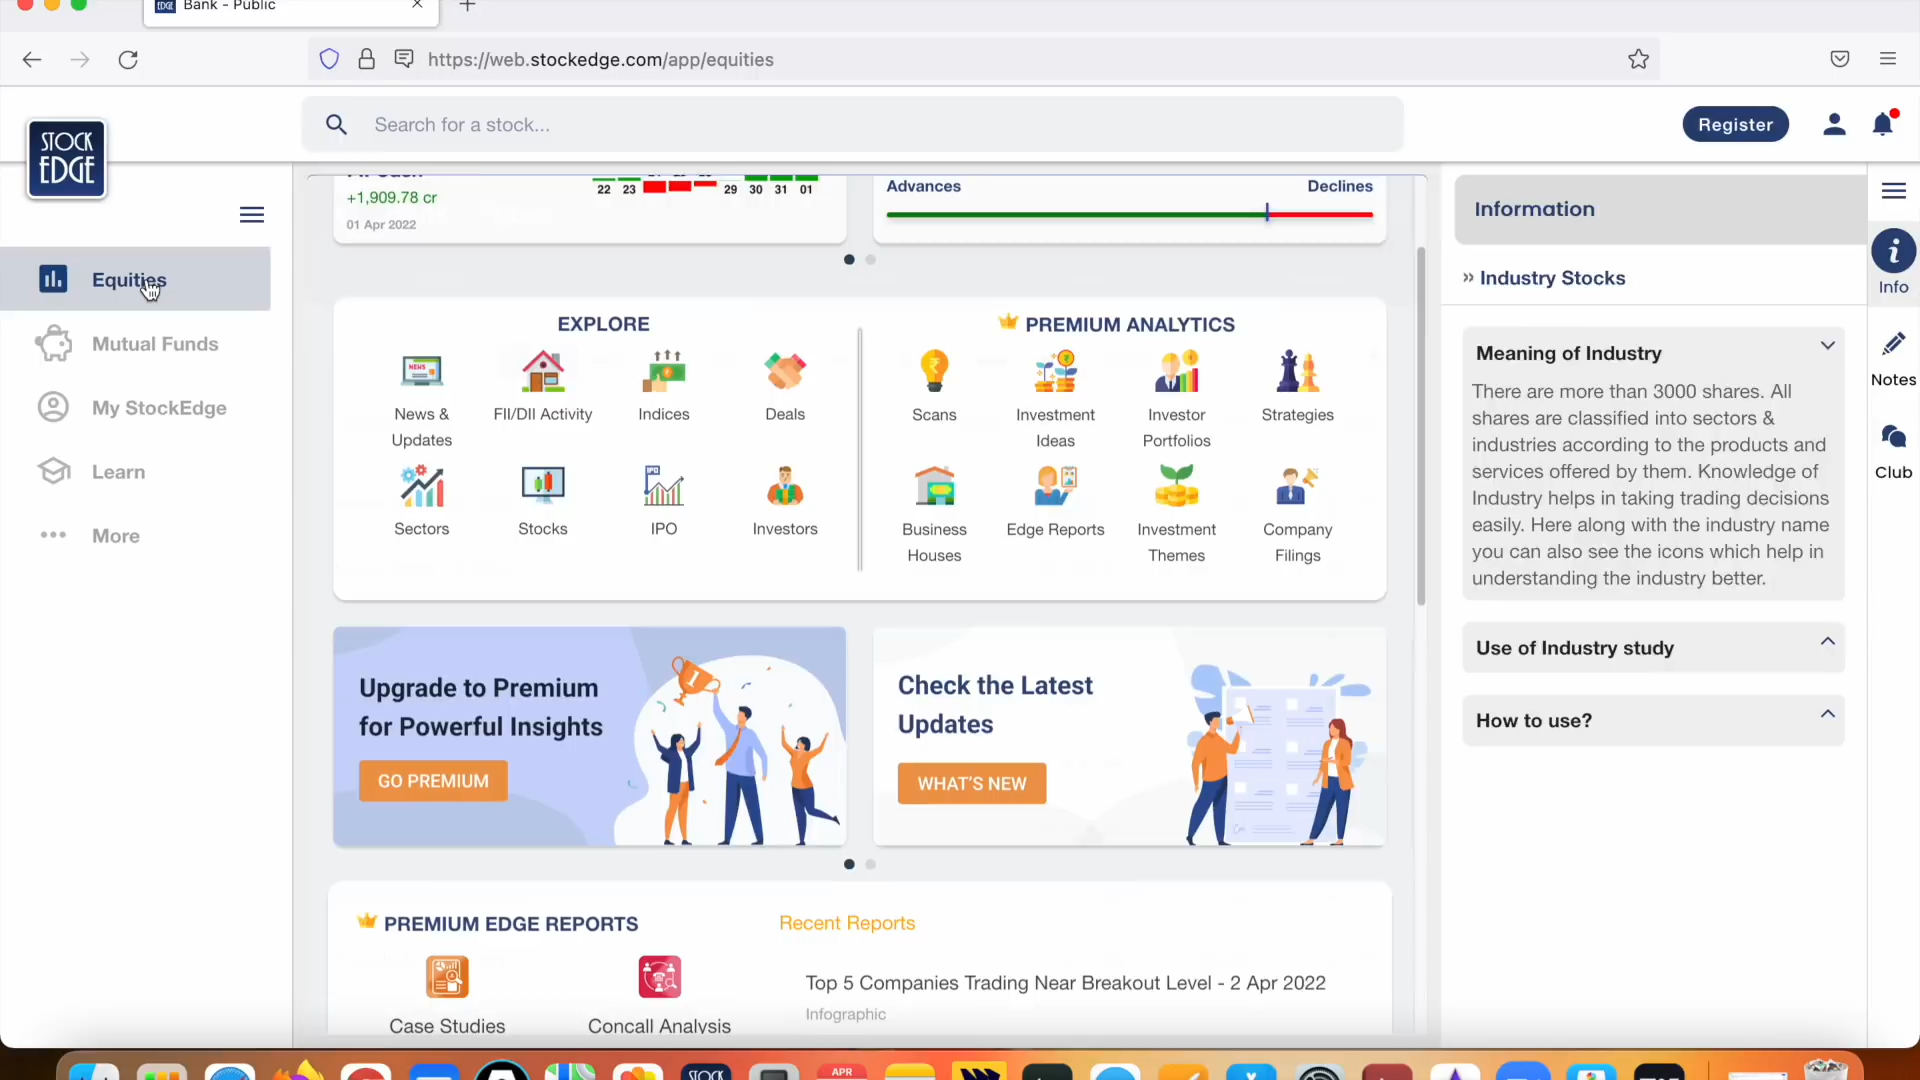 Bank - Public
https://web.stockedge.com/app/equities
STOCK
EDGE
Search for a stock...
Register
+1,909.78 cr
01 Apr 2022
22 23 29 30 31 01
Advances Declines
Equities
Mutual Funds
My StockEdge
Learn
More
EXPLORE
News &
Updates
FII/DII Activity
Indices
Deals
Sectors
Stocks
IPO
Investors
PREMIUM ANALYTICS
Scans
Investment
Ideas
Investor
Portfolios
Strategies
Business
Houses
Edge Reports
Investment
Themes
Company
Filings
Upgrade to Premium
for Powerful Insights
GO PREMIUM
Check the Latest
Updates
WHAT'S NEW
PREMIUM EDGE REPORTS
Case Studies
Concall Analysis
Recent Reports
Top 5 Companies Trading Near Breakout Level - 2 Apr 2022
Infographic
Information
» Industry Stocks
Meaning of Industry
There are more than 3000 shares. All
shares are classified into sectors &
industries according to the products and
services offered by them. Knowledge of
Industry helps in taking trading decisions
easily. Here along with the industry name
you can also see the icons which help in
understanding the industry better.
Use of Industry study
How to use?
Info
Notes
Club
STOCK
APR